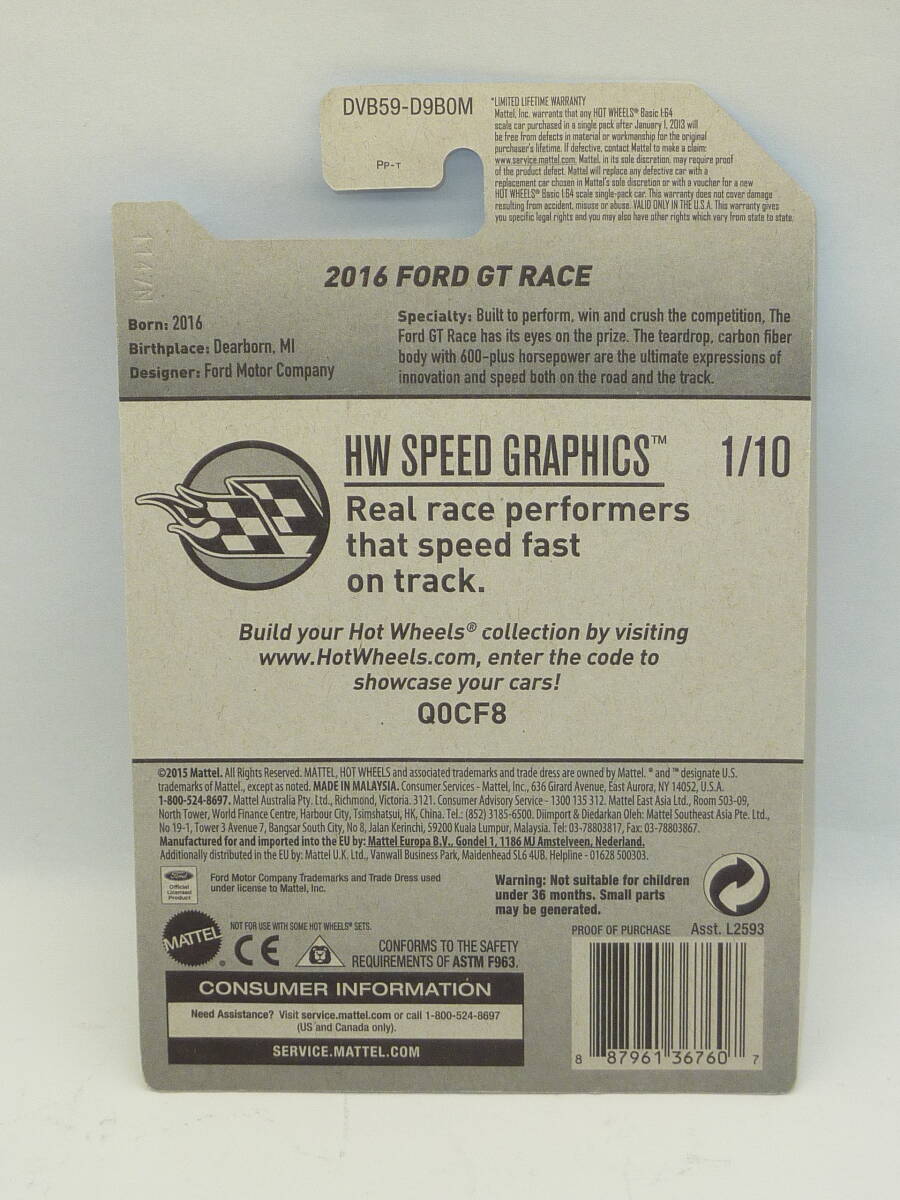 DVB59-D9B0M
PP-T
*LIMITED LIFETIME WARRANTY
Mattel, Inc. warrants that any HOT WHEELS® Basic 1:64
scale car purchased in a single pack after January 1, 2013 will
be free from defects in material or workmanship for the original
purchaser's lifetime. If defective, contact Mattel to make a claim:
www.service.mattel.com. Mattel, in its sole discretion, may require proof
of the product defect. Mattel will replace any defective car with a
replacement car chosen in Mattel's sole discretion or with a voucher for a new
HOT WHEELS® Basic 1:64 scale single-pack car. This warranty does not cover damage
resulting from accident, misuse or abuse. VALID ONLY IN THE U.S.A. This warranty gives
you specific legal rights and you may also have other rights which vary from state to state.
2016 FORD GT RACE
Born: 2016
Birthplace: Dearborn, MI
Designer: Ford Motor Company
Specialty: Built to perform, win and crush the competition, The
Ford GT Race has its eyes on the prize. The teardrop, carbon fiber
body with 600-plus horsepower are the ultimate expressions of
innovation and speed both on the road and the track.
HW SPEED GRAPHICS™ 1/10
Real race performers
that speed fast
on track.
Build your Hot Wheels® collection by visiting
www.HotWheels.com, enter the code to
showcase your cars!
Q0CF8
©2015 Mattel. All Rights Reserved. MATTEL, HOT WHEELS and associated trademarks and trade dress are owned by Mattel. ® and ™ designate U.S.
trademarks of Mattel., except as noted. MADE IN MALAYSIA. Consumer Services - Mattel, Inc., 636 Girard Avenue, East Aurora, NY 14052, U.S.A.
1-800-524-8697. Mattel Australia Pty. Ltd., Richmond, Victoria. 3121. Consumer Advisory Service - 1300 135 312. Mattel East Asia Ltd., Room 503-09,
North Tower, World Finance Centre, Harbour City, Tsimshatsui, HK, China. Tel.: (852) 3185-6500. Diimport & Diedarkan Oleh: Mattel Southeast Asia Pte. Ltd.,
No 19-1, Tower 3 Avenue 7, Bangsar South City, No 8, Jalan Kerinchi, 59200 Kuala Lumpur, Malaysia. Tel: 03-78803817, Fax: 03-78803867.
Manufactured for and imported into the EU by: Mattel Europa B.V., Gondel 1, 1186 MJ Amstelveen, Nederland.
Additionally distributed in the EU by: Mattel U.K. Ltd., Vanwall Business Park, Maidenhead SL6 4UB. Helpline - 01628 500303.
Ford
Official
Licensed
Product
Ford Motor Company Trademarks and Trade Dress used
under license to Mattel, Inc.
Warning: Not suitable for children
under 36 months. Small parts
may be generated.
MATTEL
NOT FOR USE WITH SOME HOT WHEELS® SETS.
CE
CONFORMS TO THE SAFETY
REQUIREMENTS OF ASTM F963.
PROOF OF PURCHASE Asst. L2593
CONSUMER INFORMATION
Need Assistance? Visit service.mattel.com or call 1-800-524-8697
(US and Canada only).
SERVICE.MATTEL.COM
8 87961 36760 7